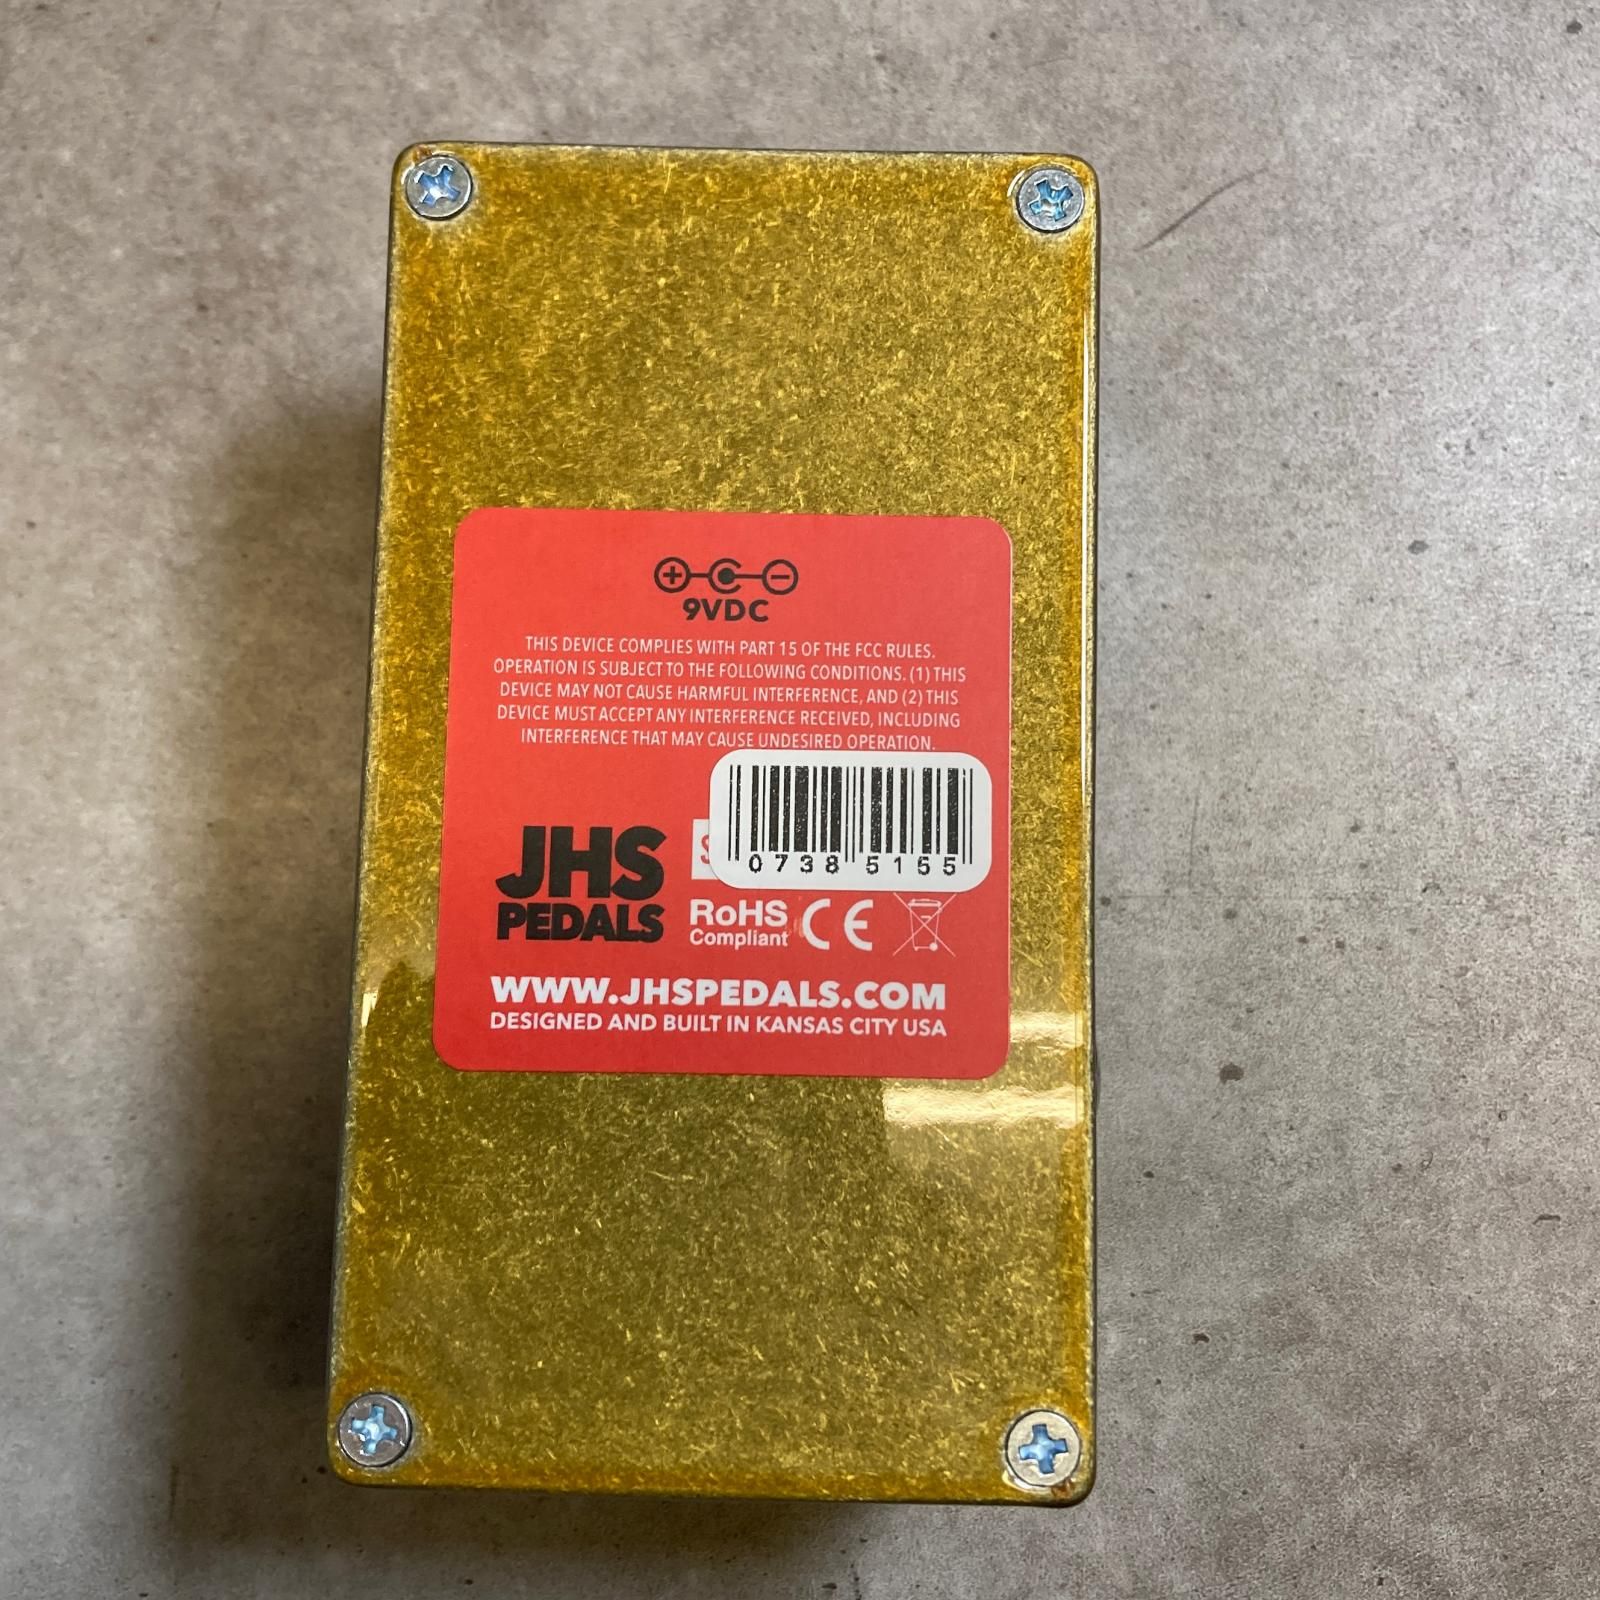 9VDC
THIS DEVICE COMPLIES WITH PART 15 OF THE FCC RULES.
OPERATION IS SUBJECT TO THE FOLLOWING CONDITIONS. (1) THIS
DEVICE MAY NOT CAUSE HARMFUL INTERFERENCE, AND (2) THIS
DEVICE MUST ACCEPT ANY INTERFERENCE RECEIVED, INCLUDING
INTERFERENCE THAT MAY CAUSE UNDESIRED OPERATION.
0738 5155
JHS
PEDALS
RoHS
Compliant
CE
WWW.JHSPEDALS.COM
DESIGNED AND BUILT IN KANSAS CITY USA